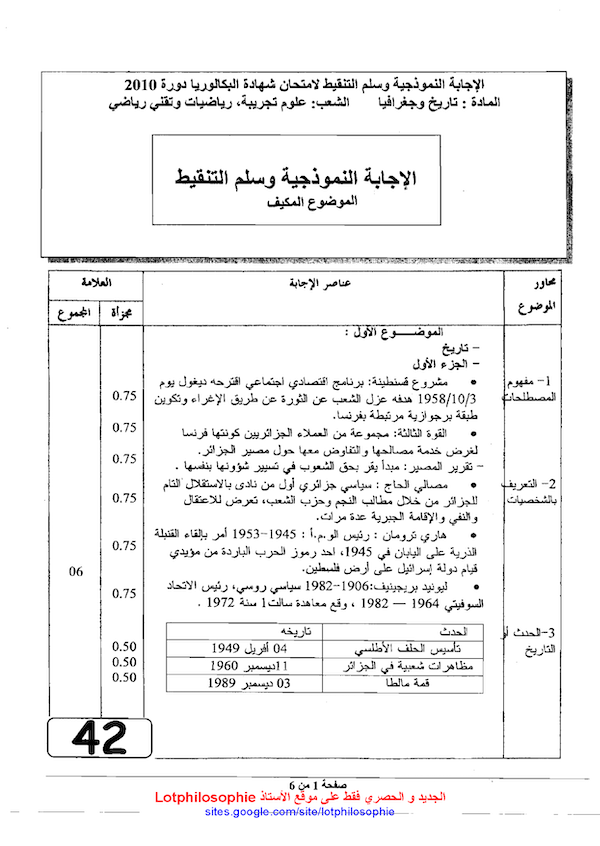 الإجابة النموذجية وسلم التنقيط لامتحان شهادة البكالوريا دورة 2010
المادة : تاريخ وجغرافيا الشعب: علوم تجريبة، رياضيات وتقني رياضي
الإجابة النموذجية وسلم التنقيط
الموضوع المكيف
محاور الموضوع
عناصر الإجابة
العلامة
مجزأة
المجموع
الموضــــوع الأول :
- تاريخ
- الجزء الأول
1- مفهوم المصطلحات
• مشروع قسنطينة: برنامج اقتصادي اجتماعي اقترحه ديغول يوم
1958/10/3 هدفه عزل الشعب عن الثورة عن طريق الإغراء وتكوين
طبقة برجوازية مرتبطة بفرنسا.
0.75
• القوة الثالثة: مجموعة من العملاء الجزائريين كونتها فرنسا
لغرض خدمة مصالحها والتفاوض معها حول مصير الجزائر.
0.75
- تقرير المصير: مبدأ يقر بحق الشعوب في تسيير شؤونها بنفسها .
0.75
2- التعريف بالشخصيات
• مصالي الحاج : سياسي جزائري أول من نادى بالاستقلال التام
للجزائر من خلال مطالب النجم وحزب الشعب، تعرض للاعتقال
والنفي والإقامة الجبرية عدة مرات.
0.75
• هاري ترومان : رئيس الو.م.أ : 1945-1953 أمر بإلقاء القنبلة
الذرية على اليابان في 1945، احد رموز الحرب الباردة من مؤيدي
قيام دولة إسرائيل على أرض فلسطين.
0.75
06
• ليونيد بريجينيف:1906-1982 سياسي روسي، رئيس الاتحاد
السوفيتي 1964 — 1982 ، وقع معاهدة سالت1 سنة 1972 .
0.75
3-الحدث أو التاريخ
الحدث تاريخه
تأسيس الحلف الأطلسي 04 أفريل 1949
0.50
مظاهرات شعبية في الجزائر 11ديسمبر 1960
0.50
قمة مالطا 03 ديسمبر 1989
0.50
42
صفحة 1 من 6
الجديد و الحصري فقط على موقع الأستاذ Lotphilosophie
sites.google.com/site/lotphilosophie